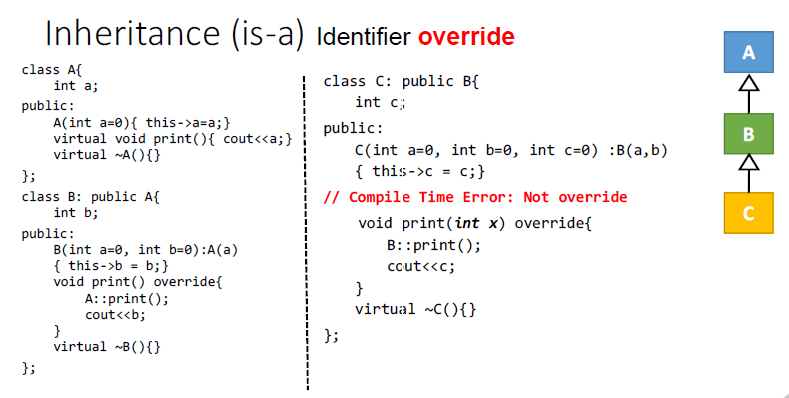 Inheritance (is-a) Identifier override
class A{
int a;
public:
A(int a=0){ this->a=a;}
virtual void print(){ cout<<a;}
virtual ~A(){}
};
class B: public A{
int b;
public:
B(int a=0, int b=0):A(a)
{ this->b = b;}
void print() override{
A::print();
cout<<b;
}
virtual ~B(){}
};
class C: public B{
int c;
public:
C(int a=0, int b=0, int c=0) :B(a,b)
{ this->c = c;}
// Compile Time Error: Not override
void print(int x) override{
B::print();
cout<<c;
}
virtual ~C(){}
};
A
B
C